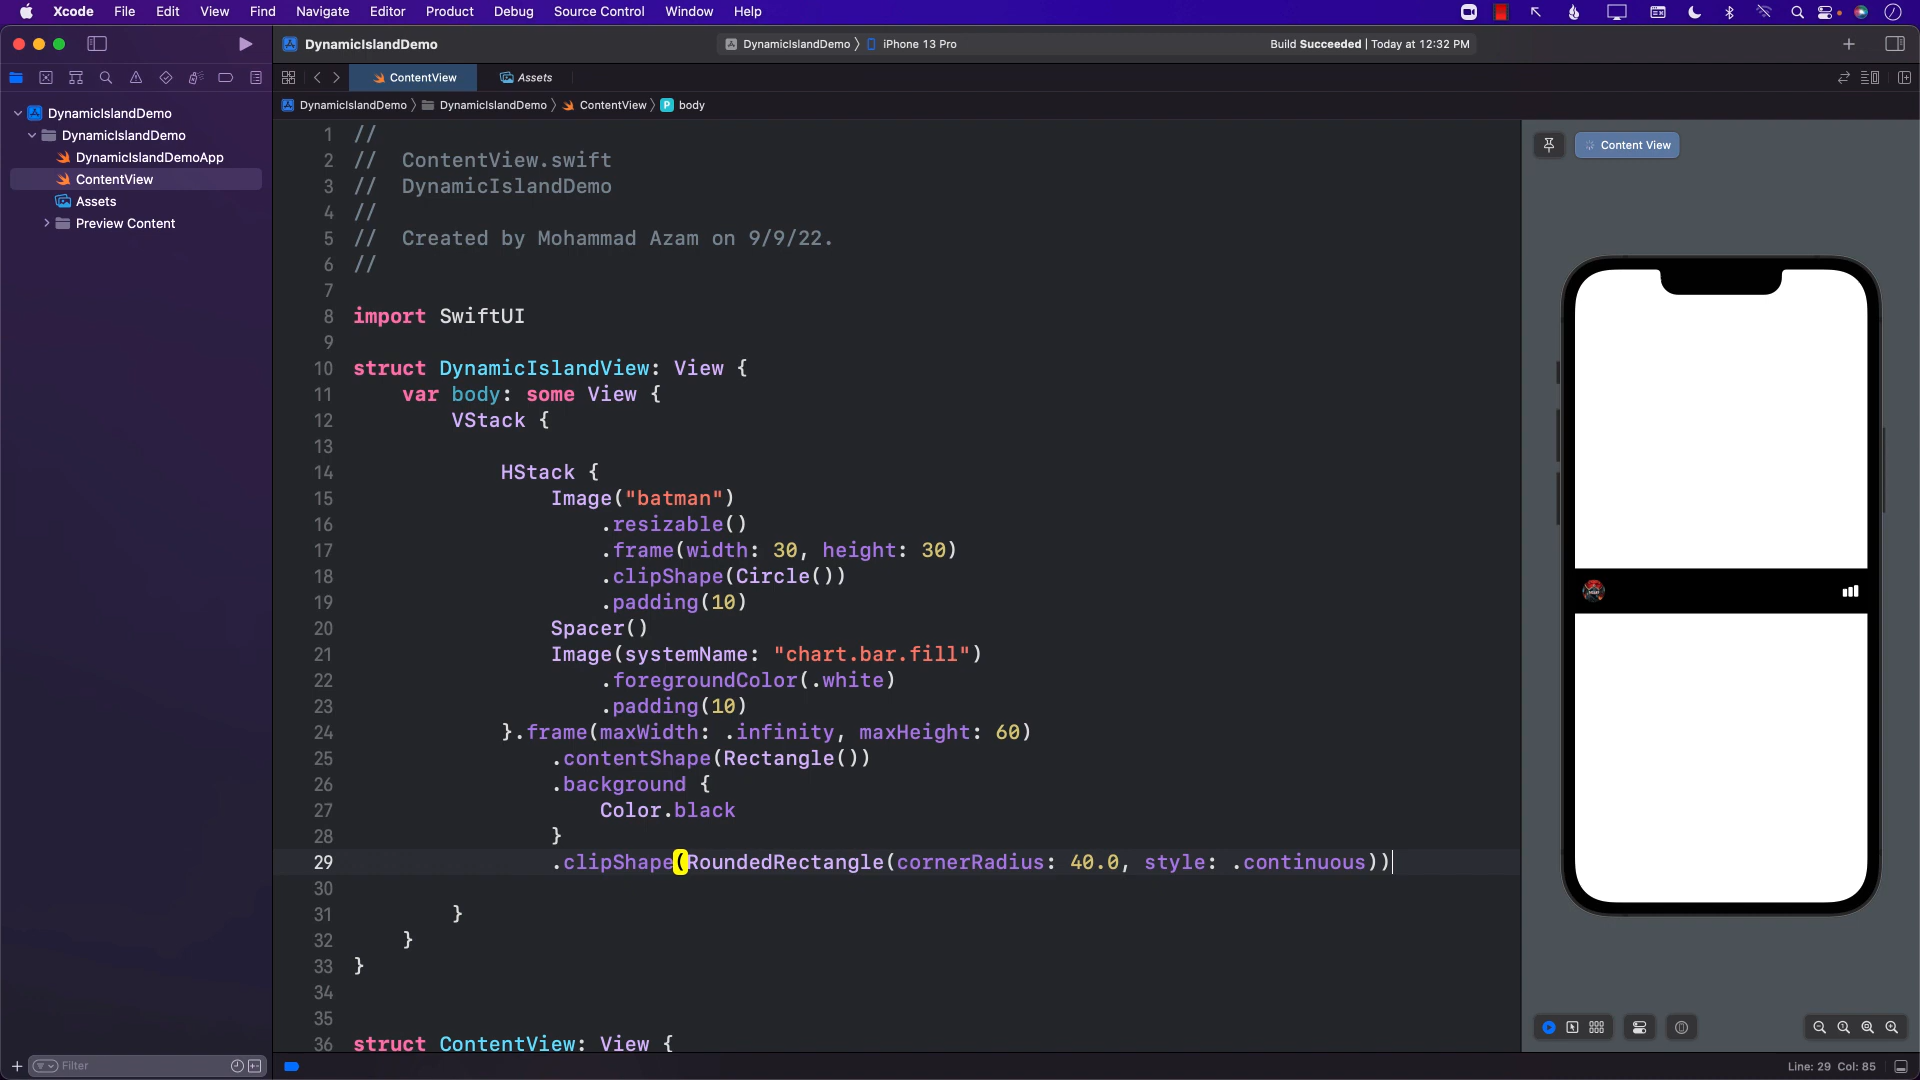 Xcode File Edit View Find Navigate Editor Product Debug Source Control Window Help
DynamicIslandDemo
DynamicIslandDemo 〉 iPhone 13 Pro
Build Succeeded | Today at 12:32 PM
ContentView
Assets
DynamicIslandDemo 〉 DynamicIslandDemo 〉 ContentView 〉 P body
DynamicIslandDemo
DynamicIslandDemo
DynamicIslandDemoApp
ContentView
Assets
Preview Content
1 //
2 //  ContentView.swift
3 //  DynamicIslandDemo
4 //
5 //  Created by Mohammad Azam on 9/9/22.
6 //
7
8 import SwiftUI
9
10 struct DynamicIslandView: View {
11     var body: some View {
12         VStack {
13
14             HStack {
15                 Image("batman")
16                     .resizable()
17                     .frame(width: 30, height: 30)
18                     .clipShape(Circle())
19                     .padding(10)
20                 Spacer()
21                 Image(systemName: "chart.bar.fill")
22                     .foregroundColor(.white)
23                     .padding(10)
24             }.frame(maxWidth: .infinity, maxHeight: 60)
25                 .contentShape(Rectangle())
26                 .background {
27                     Color.black
28                 }
29                 .clipShape(RoundedRectangle(cornerRadius: 40.0, style: .continuous))
30
31         }
32     }
33 }
34
35
36 struct ContentView: View {
Content View
Filter
Line: 29 Col: 85